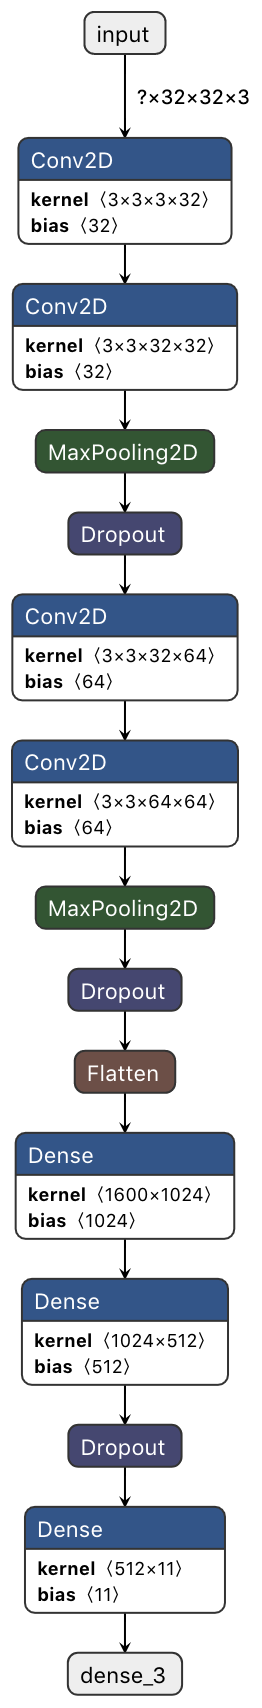 input
?×32×32×3
Conv2D
kernel ⟨3×3×3×32⟩
bias ⟨32⟩
Conv2D
kernel ⟨3×3×32×32⟩
bias ⟨32⟩
MaxPooling2D
Dropout
Conv2D
kernel ⟨3×3×32×64⟩
bias ⟨64⟩
Conv2D
kernel ⟨3×3×64×64⟩
bias ⟨64⟩
MaxPooling2D
Dropout
Flatten
Dense
kernel ⟨1600×1024⟩
bias ⟨1024⟩
Dense
kernel ⟨1024×512⟩
bias ⟨512⟩
Dropout
Dense
kernel ⟨512×11⟩
bias ⟨11⟩
dense_3